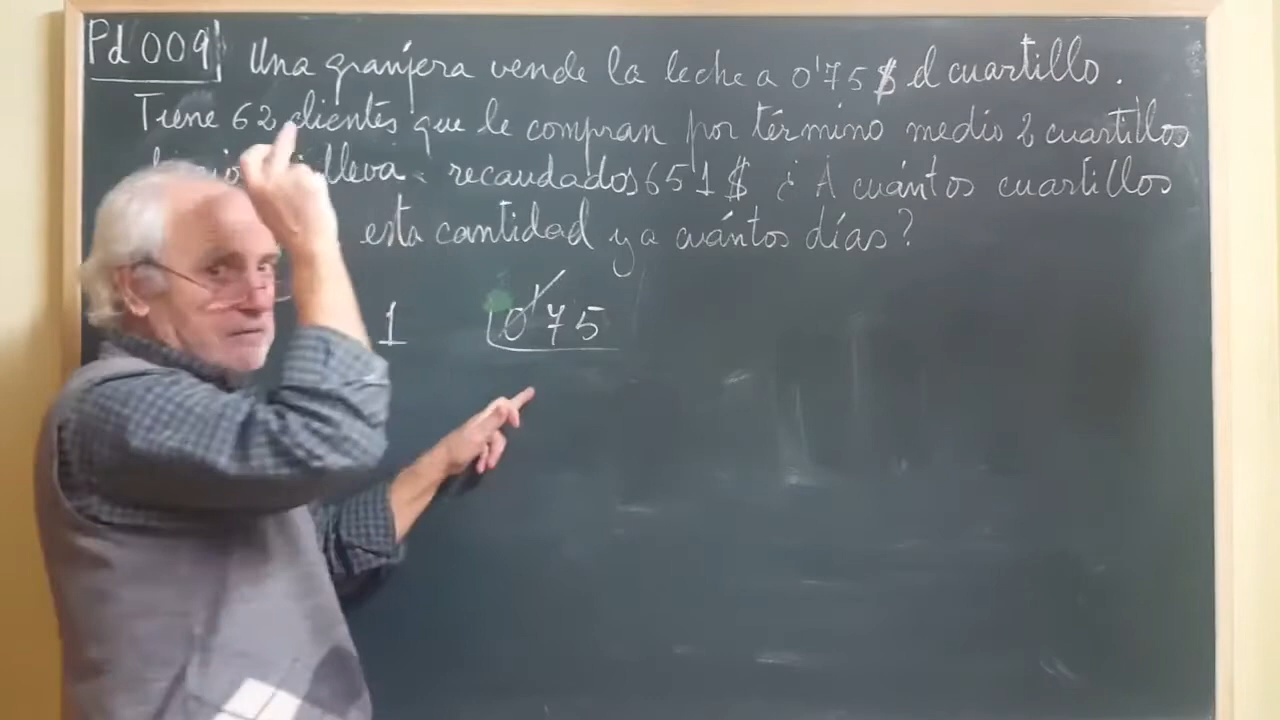 Pd 009 Una granjera vende la leche a 0'75 $ el cuartillo.
Tiene 62 clientes que le compran por término medio 2 cuartillos
lleva recaudados 651 $ ¿A cuántos cuartillos
esta cantidad y a cuántos días?
1 0'75